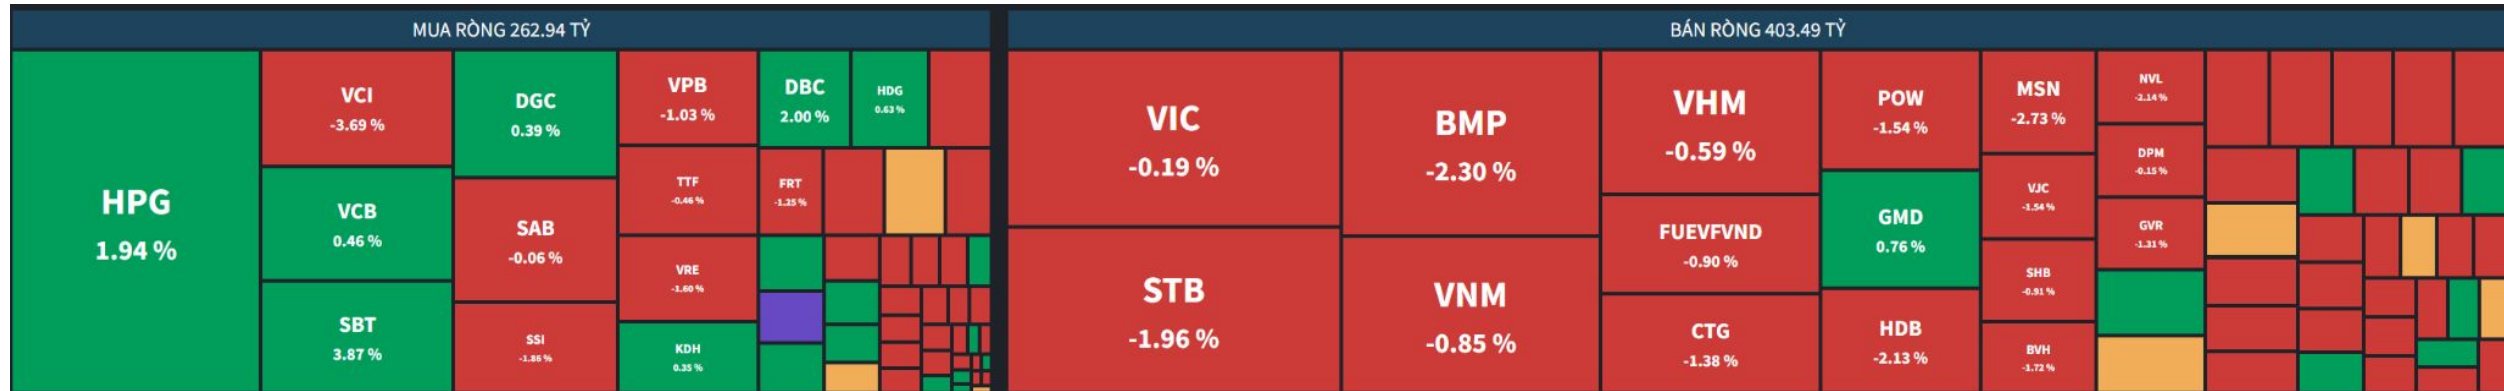 MUA RÒNG 262.94 TỶ
HPG
1.94 %
VCI
-3.69 %
VCB
0.46 %
SBT
3.87 %
DGC
0.39 %
SAB
-0.06 %
SSI
-1.86 %
VPB
-1.03 %
TTF
-0.46 %
VRE
-1.60 %
KDH
0.35 %
DBC
2.00 %
HDG
0.63 %
FRT
-1.25 %
BÁN RÒNG 403.49 TỶ
VIC
-0.19 %
STB
-1.96 %
BMP
-2.30 %
VNM
-0.85 %
VHM
-0.59 %
FUEVFVND
-0.90 %
CTG
-1.38 %
POW
-1.54 %
GMD
0.76 %
HDB
-2.13 %
MSN
-2.73 %
VJC
-1.54 %
SHB
-0.91 %
BVH
-1.72 %
NVL
-2.14 %
DPM
-0.15 %
GVR
-1.31 %